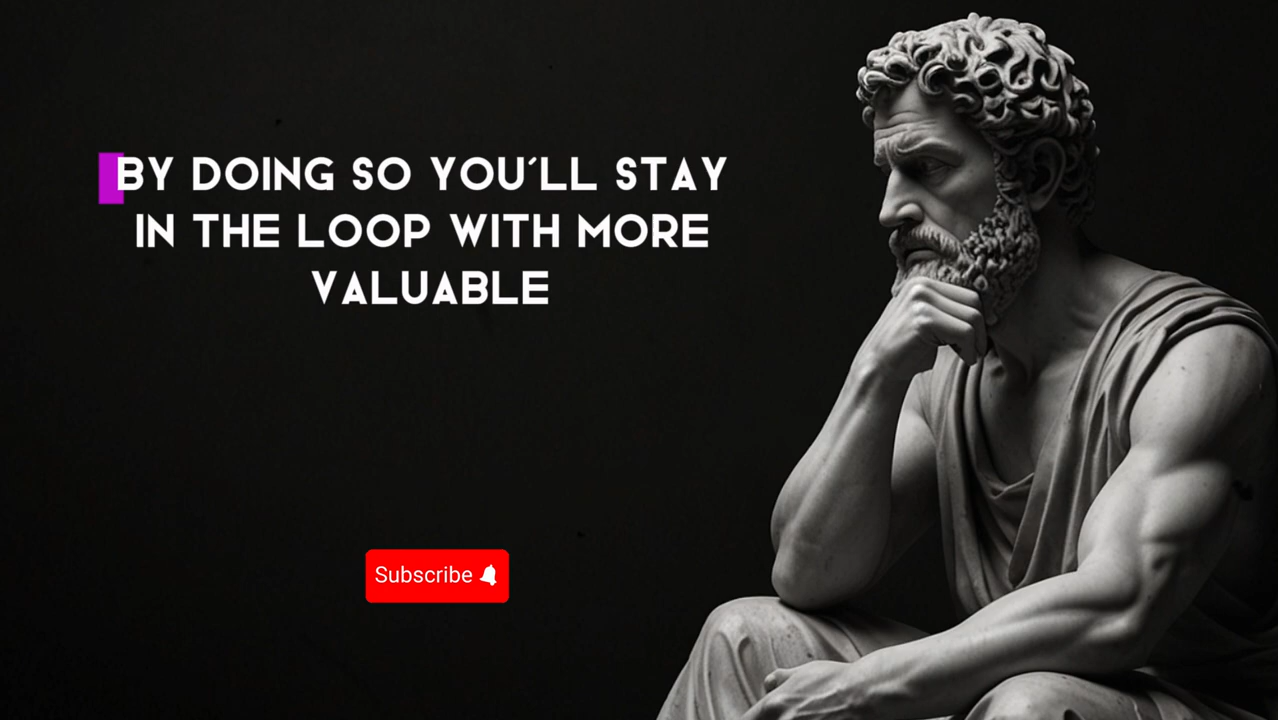 BY DOING SO YOU´LL STAY
IN THE LOOP WITH MORE
VALUABLE
Subscribe